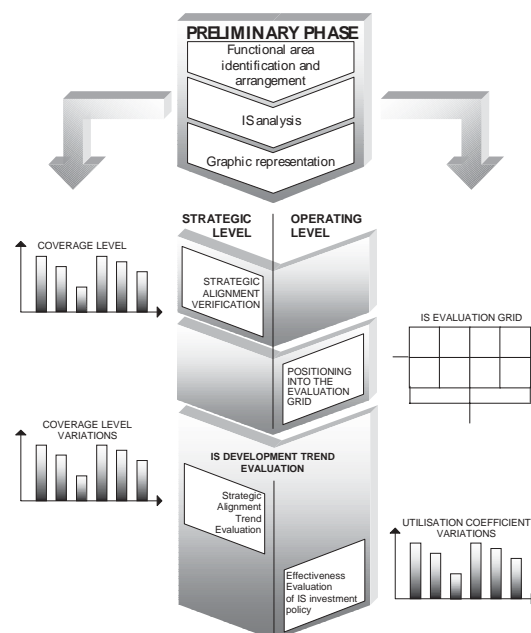 PRELIMINARY PHASE
Functional area
identification and
arrangement
IS analysis
Graphic representation
STRATEGIC
LEVEL
OPERATING
LEVEL
COVERAGE LEVEL
STRATEGIC
ALIGNMENT
VERIFICATION
IS EVALUATION GRID
POSITIONING
INTO THE
EVALUATION
GRID
COVERAGE LEVEL
VARIATIONS
IS DEVELOPMENT TREND
EVALUATION
Strategic
Alignment
Trend
Evaluation
UTILISATION COEFFICIENT
VARIATIONS
Effectiveness
Evaluation
of IS investment
policy